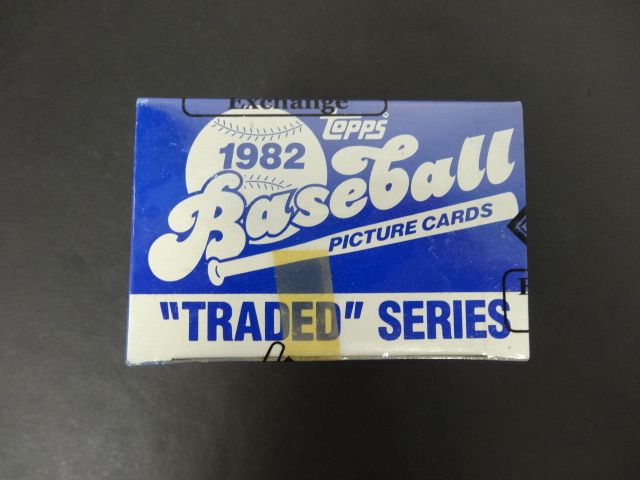 Exchange
TOPPS®
1982
Baseball
PICTURE CARDS
"TRADED" SERIES